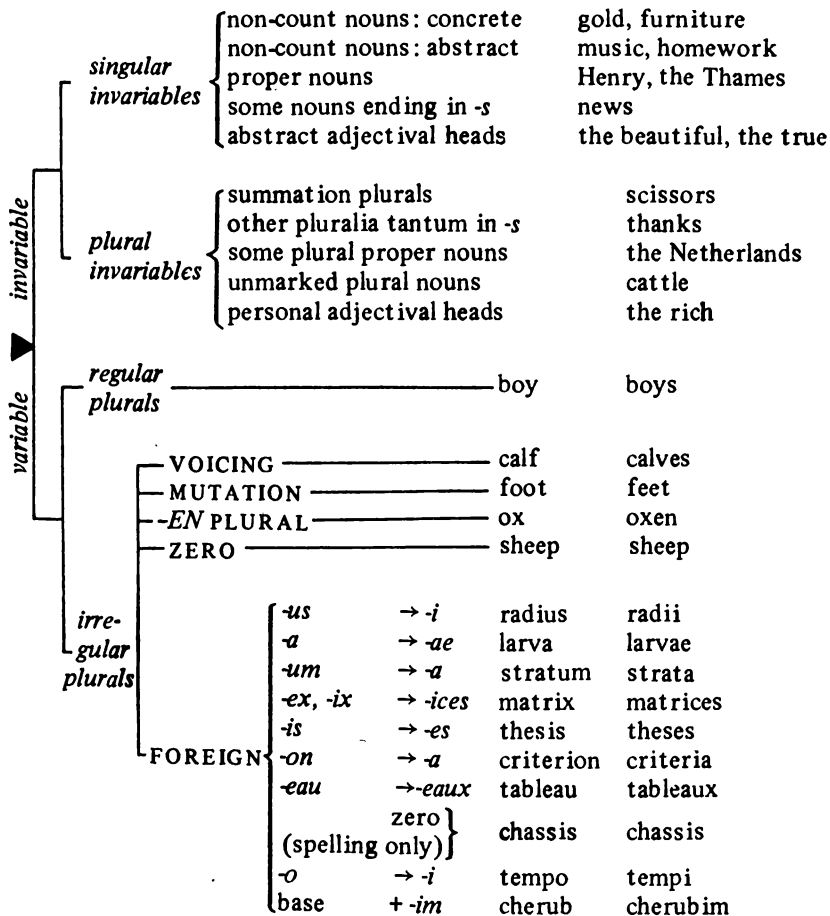 non-count nouns: concrete gold, furniture
non-count nouns: abstract music, homework
singular invariables
proper nouns Henry, the Thames
some nouns ending in -s news
abstract adjectival heads the beautiful, the true
invariable
summation plurals scissors
other pluralia tantum in -s thanks
plural invariables
some plural proper nouns the Netherlands
unmarked plural nouns cattle
personal adjectival heads the rich
variable
regular plurals boy boys
VOICING calf calves
MUTATION foot feet
-EN PLURAL ox oxen
ZERO sheep sheep
irre-
gular
plurals
FOREIGN
-us → -i radius radii
-a → -ae larva larvae
-um → -a stratum strata
-ex, -ix → -ices matrix matrices
-is → -es thesis theses
-on → -a criterion criteria
-eau → -eaux tableau tableaux
zero
(spelling only) chassis chassis
-o → -i tempo tempi
base + -im cherub cherubim